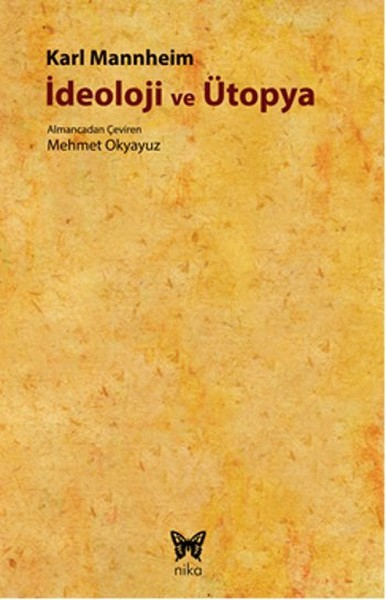 Karl Mannheim
İdeoloji ve Ütopya
Almancadan Çeviren
Mehmet Okyayuz
nika